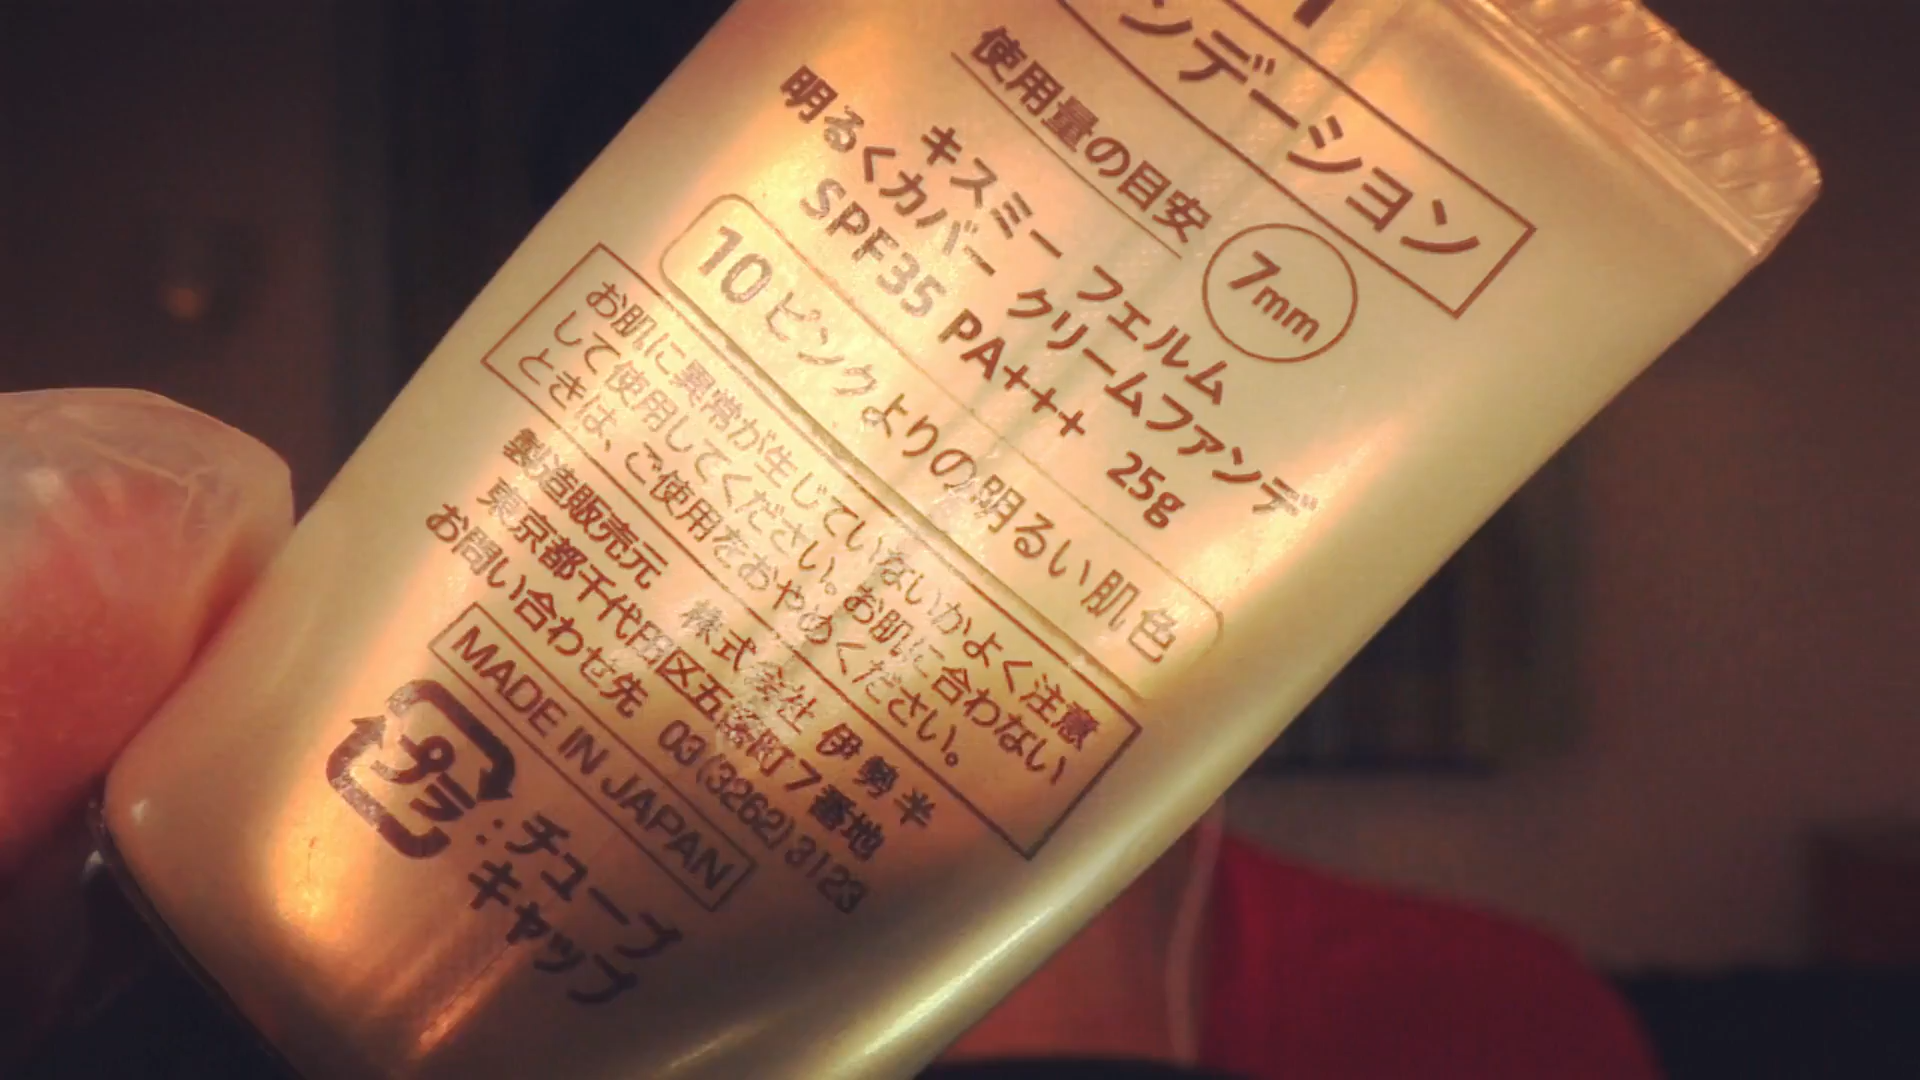 ンデーション
使用量の目安
7mm
キスミー フェルム
明るくカバー クリームファンデ
SPF35 PA+++ 25g
10 ピンクよりの明るい肌色
お肌に異常が生じていないかよく注意
して使用してください。お肌に合わない
ときは、ご使用をおやめください。
製造販売元 株式会社 伊勢半
東京都千代田区五番町7番地
お問い合わせ先 03(3262)3123
MADE IN JAPAN
プラ
:チューブ
キャップ